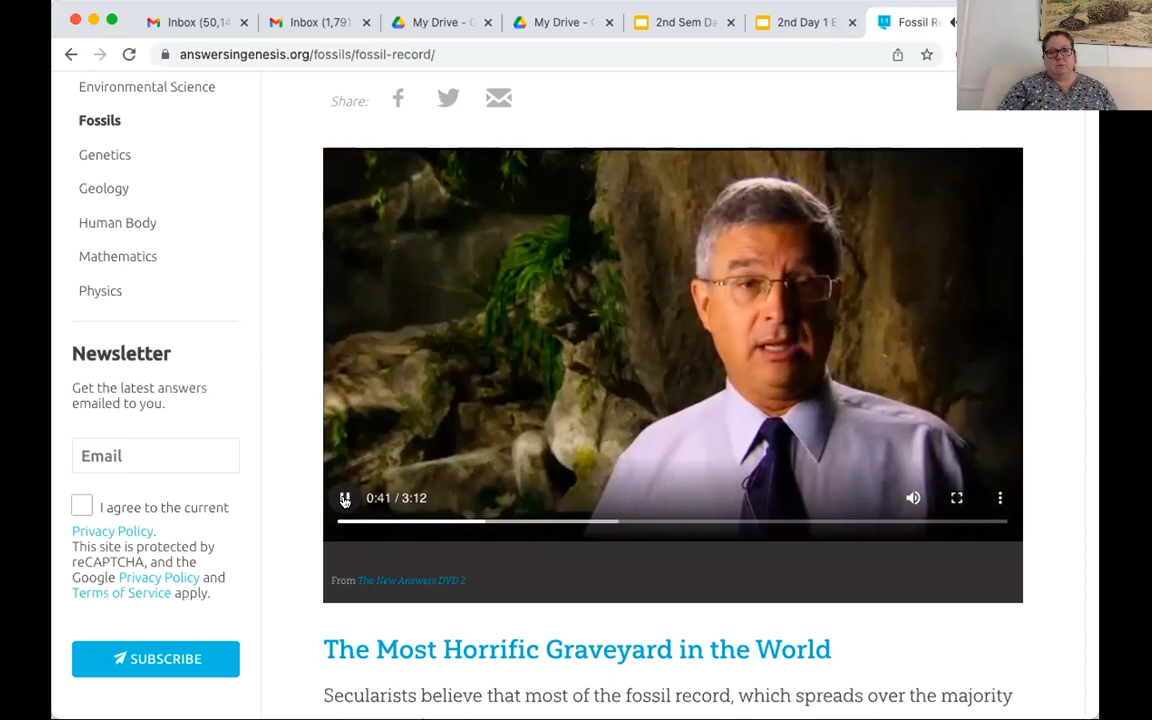 Inbox (50,14
Inbox (1,791
My Drive - G
My Drive -
2nd Sem Da
2nd Day 1 E
Fossil Re
answersingenesis.org/fossils/fossil-record/
Environmental Science
Fossils
Genetics
Geology
Human Body
Mathematics
Physics
Newsletter
Get the latest answers
emailed to you.
Email
I agree to the current
Privacy Policy.
This site is protected by
reCAPTCHA, and the
Google Privacy Policy and
Terms of Service apply.
SUBSCRIBE
Share:
0:41 / 3:12
From The New Answers DVD 2
The Most Horrific Graveyard in the World
Secularists believe that most of the fossil record, which spreads over the majority